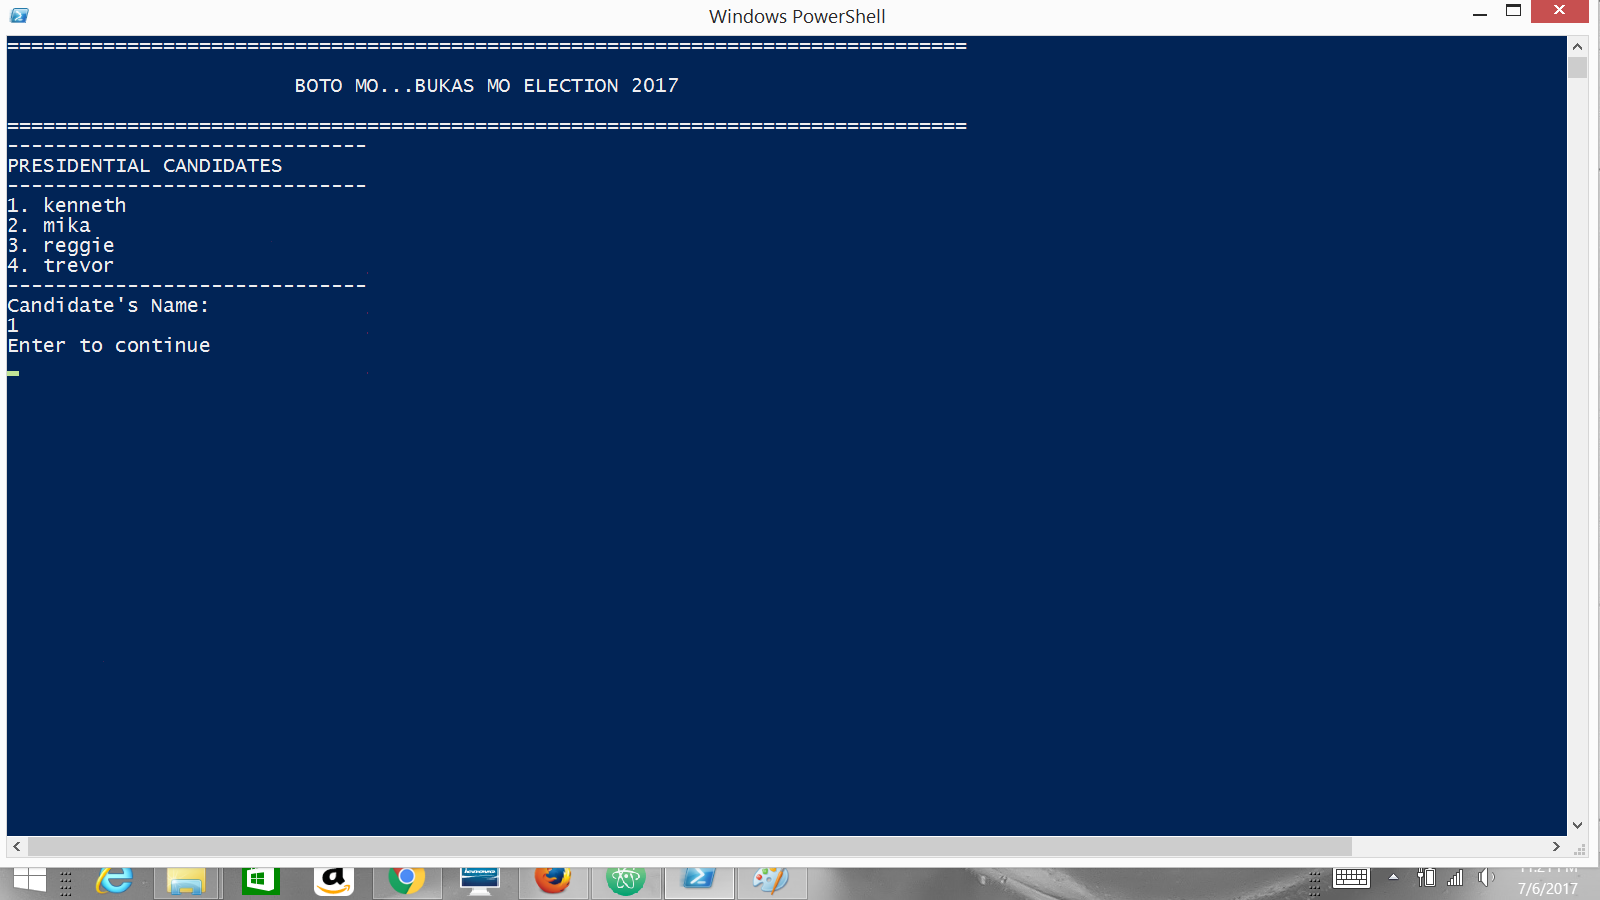 Windows PowerShell
================================================================================
BOTO MO...BUKAS MO ELECTION 2017
================================================================================
------------------------------
PRESIDENTIAL CANDIDATES
------------------------------
1. kenneth
2. mika
3. reggie
4. trevor
------------------------------
Candidate's Name:
1
Enter to continue
7/6/2017